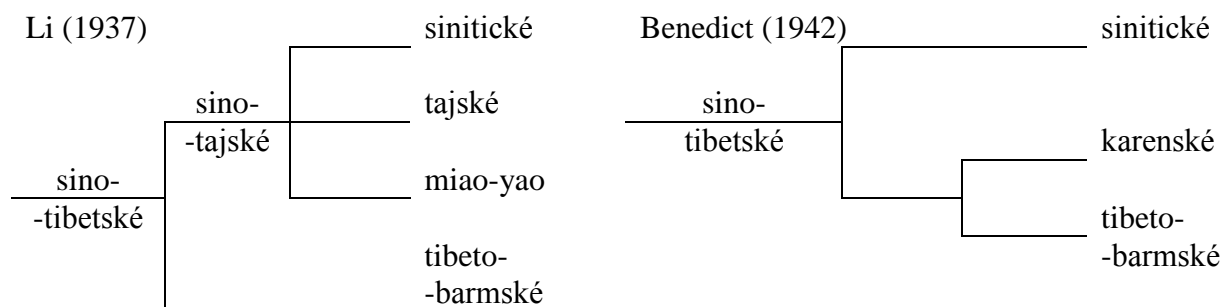 Li (1937)
sinitické
sino-
-tajské
tajské
sino-
-tibetské
miao-yao
tibeto-
-barmské
Benedict (1942)
sinitické
sino-
tibetské
karenské
tibeto-
-barmské